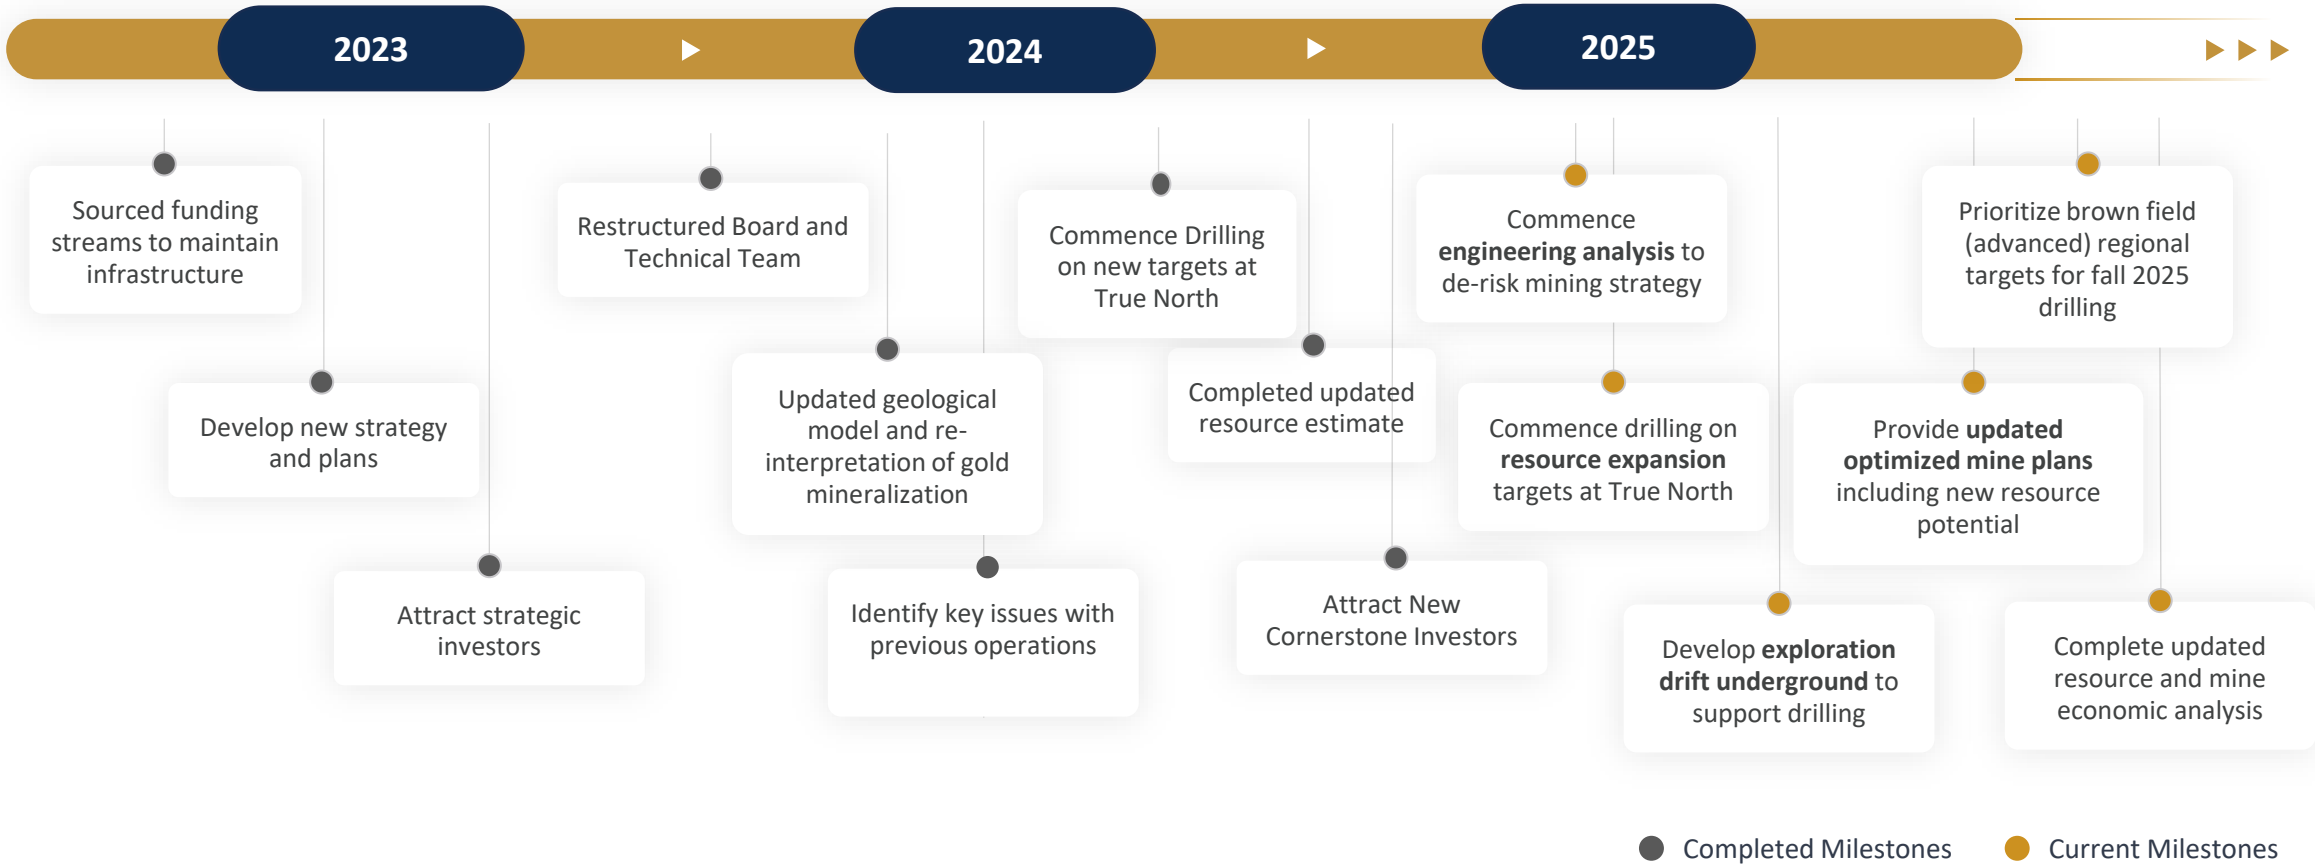 2023
2024
2025
Sourced funding
streams to maintain
infrastructure
Develop new strategy
and plans
Attract strategic
investors
Restructured Board and
Technical Team
Updated geological
model and re-
interpretation of gold
mineralization
Identify key issues with
previous operations
Commence Drilling
on new targets at
True North
Completed updated
resource estimate
Attract New
Cornerstone Investors
Commence
engineering analysis to
de-risk mining strategy
Commence drilling on
resource expansion
targets at True North
Develop exploration
drift underground to
support drilling
Provide updated
optimized mine plans
including new resource
potential
Prioritize brown field
(advanced) regional
targets for fall 2025
drilling
Complete updated
resource and mine
economic analysis
Completed Milestones
Current Milestones